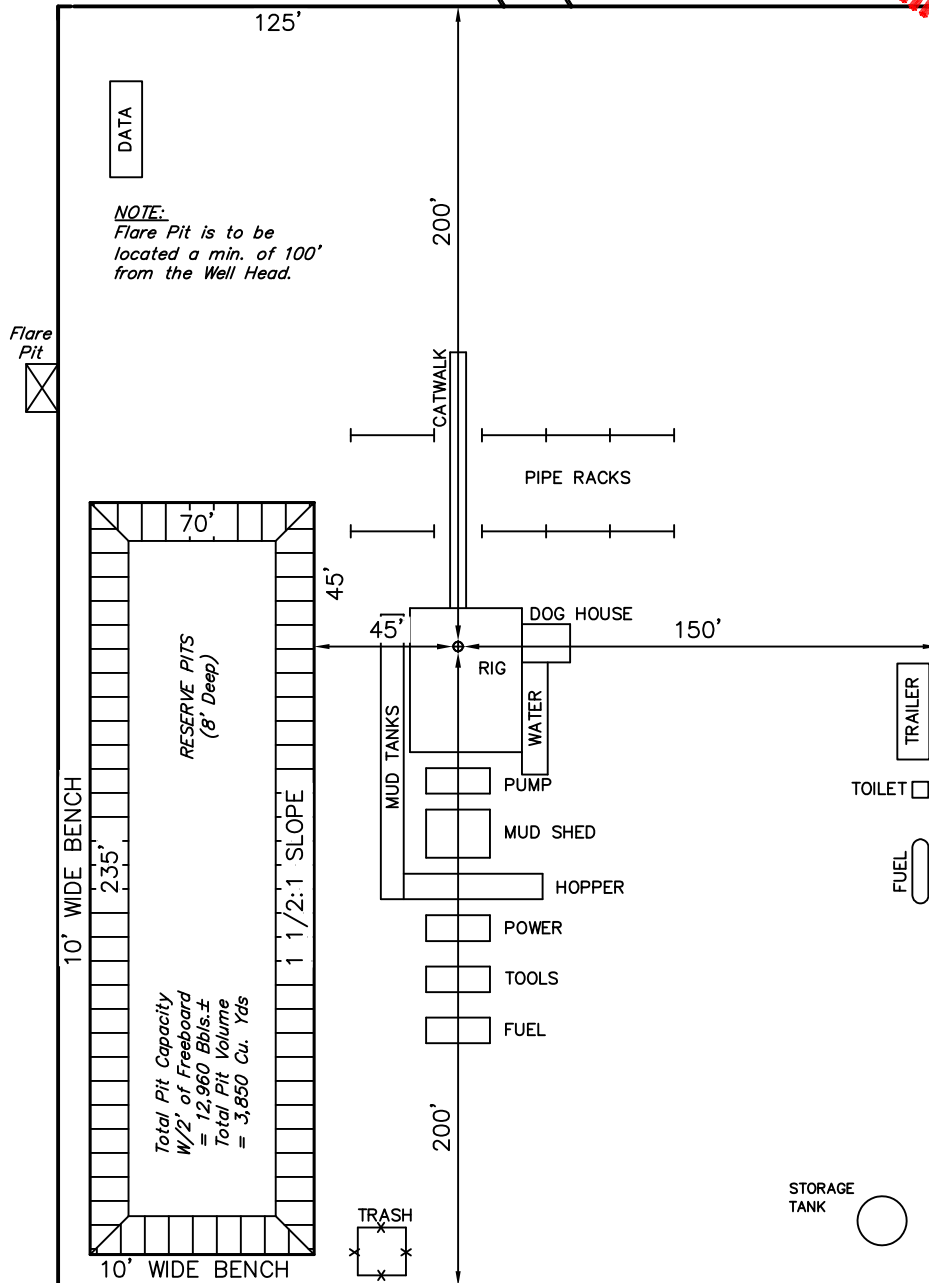 125'
DATA
NOTE:
Flare Pit is to be
located a min. of 100'
from the Well Head.
200'
Flare
Pit
CATWALK
PIPE RACKS
70'
45'
DOG HOUSE
45'
150'
RIG
RESERVE PITS
(8' Deep)
MUD TANKS
WATER
TRAILER
PUMP
TOILET
MUD SHED
10' WIDE BENCH
235'
1 1/2:1 SLOPE
HOPPER
FUEL
POWER
TOOLS
FUEL
Total Pit Capacity
W/2' of Freeboard
= 12,960 Bbls.±
Total Pit Volume
= 3,850 Cu. Yds
200'
STORAGE
TANK
TRASH
10' WIDE BENCH